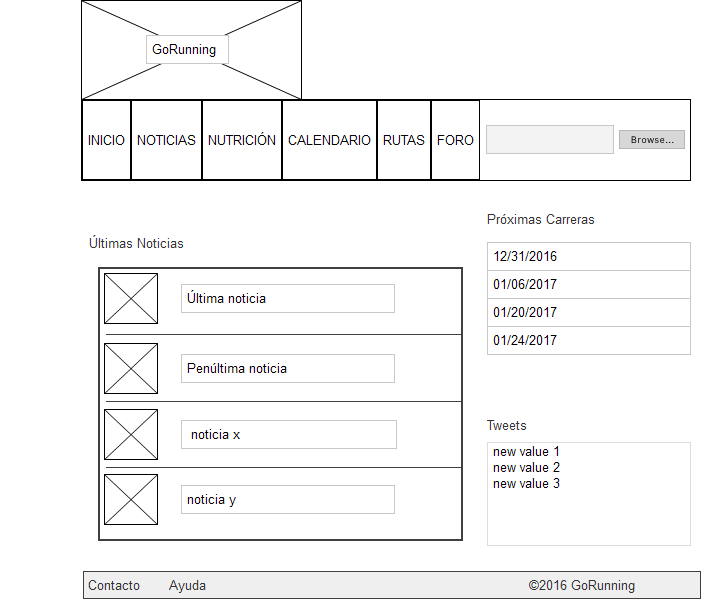 GoRunning
INICIO NOTICIAS NUTRICIÓN CALENDARIO RUTAS FORO Browse...
Últimas Noticias
Última noticia
Penúltima noticia
noticia x
noticia y
Próximas Carreras
12/31/2016
01/06/2017
01/20/2017
01/24/2017
Tweets
new value 1
new value 2
new value 3
Contacto Ayuda ©2016 GoRunning